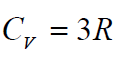 C_V = 3R